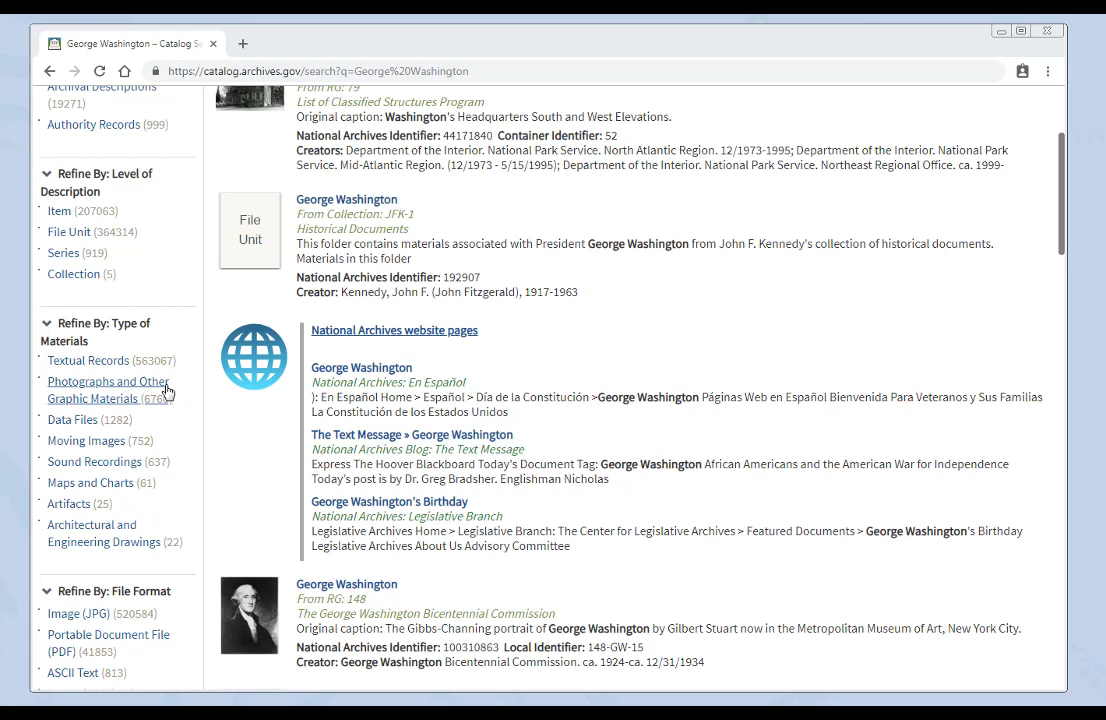 George Washington – Catalog Se
https://catalog.archives.gov/search?q=George%20Washington
Archival Descriptions
(19271)
Authority Records (999)
Refine By: Level of
Description
Item (207063)
File Unit (364314)
Series (919)
Collection (5)
Refine By: Type of
Materials
Textual Records (563067)
Photographs and Other
Graphic Materials
Data Files (1282)
Moving Images (752)
Sound Recordings (637)
Maps and Charts (61)
Artifacts (25)
Architectural and
Engineering Drawings (22)
Refine By: File Format
Image (JPG) (520584)
Portable Document File
(PDF) (41853)
ASCII Text (813)
From RG: 79
List of Classified Structures Program
Original caption: Washington's Headquarters South and West Elevations.
National Archives Identifier: 44171840 Container Identifier: 52
Creators: Department of the Interior. National Park Service. North Atlantic Region. 12/1973-1995; Department of the Interior. National Park
Service. Mid-Atlantic Region. (12/1973 - 5/15/1995); Department of the Interior. National Park Service. Northeast Regional Office. ca. 1999-
File
Unit
George Washington
From Collection: JFK-1
Historical Documents
This folder contains materials associated with President George Washington from John F. Kennedy's collection of historical documents.
Materials in this folder
National Archives Identifier: 192907
Creator: Kennedy, John F. (John Fitzgerald), 1917-1963
National Archives website pages
George Washington
National Archives: En Español
): En Español Home > Español > Día de la Constitución >George Washington Páginas Web en Español Bienvenida Para Veteranos y Sus Familias
La Constitución de los Estados Unidos
The Text Message » George Washington
National Archives Blog: The Text Message
Express The Hoover Blackboard Today's Document Tag: George Washington African Americans and the American War for Independence
Today's post is by Dr. Greg Bradsher. Englishman Nicholas
George Washington's Birthday
National Archives: Legislative Branch
Legislative Archives Home > Legislative Branch: The Center for Legislative Archives > Featured Documents > George Washington's Birthday
Legislative Archives About Us Advisory Committee
George Washington
From RG: 148
The George Washington Bicentennial Commission
Original caption: The Gibbs-Channing portrait of George Washington by Gilbert Stuart now in the Metropolitan Museum of Art, New York City.
National Archives Identifier: 100310863 Local Identifier: 148-GW-15
Creator: George Washington Bicentennial Commission. ca. 1924-ca. 12/31/1934